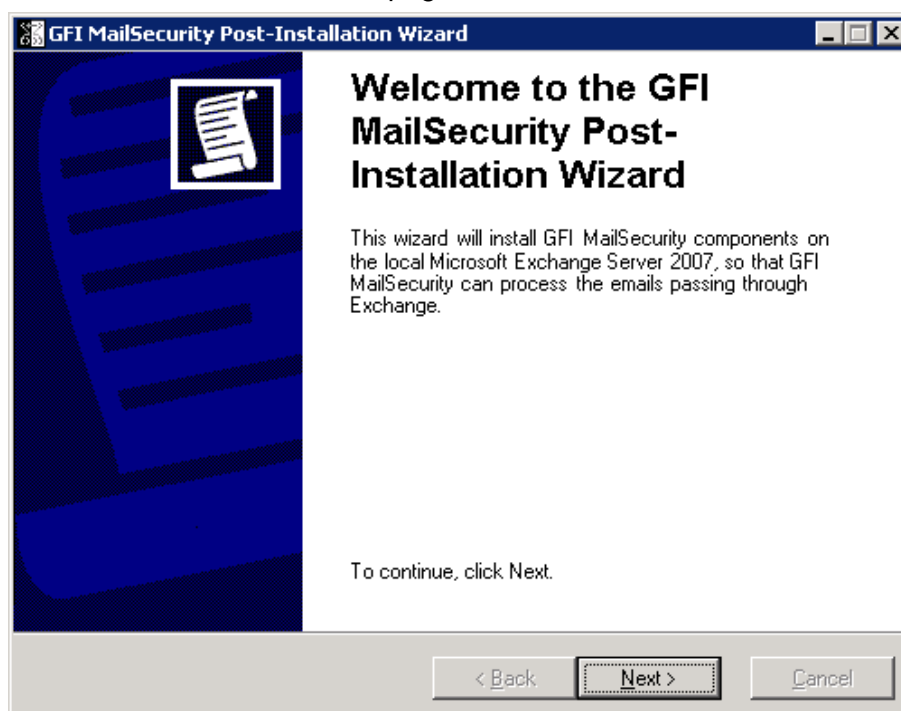 GFI MailSecurity Post-Installation Wizard
Welcome to the GFI
MailSecurity Post-
Installation Wizard
This wizard will install GFI MailSecurity components on
the local Microsoft Exchange Server 2007, so that GFI
MailSecurity can process the emails passing through
Exchange.
To continue, click Next.
< Back Next > Cancel